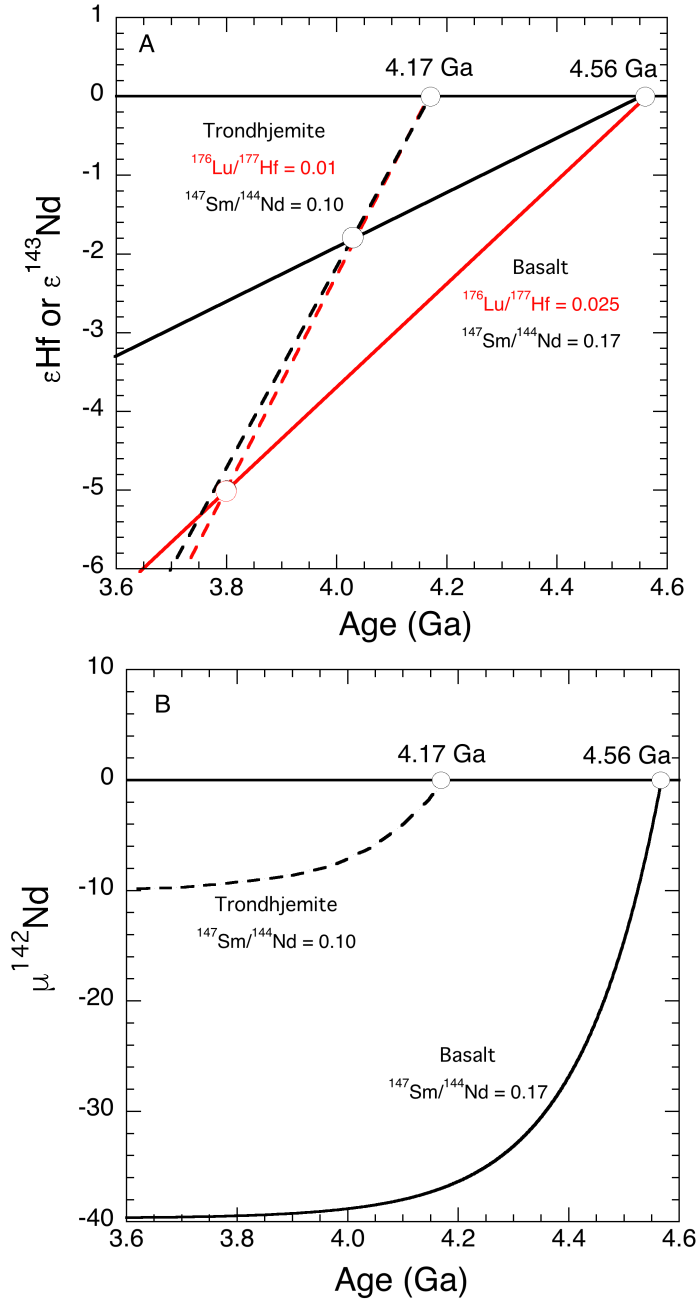 1
A
4.17 Ga
4.56 Ga
0
Trondhjemite
¹⁷⁶Lu/¹⁷⁷Hf = 0.01
-1
¹⁴⁷Sm/¹⁴⁴Nd = 0.10
-2
Basalt
¹⁷⁶Lu/¹⁷⁷Hf = 0.025
-3
¹⁴⁷Sm/¹⁴⁴Nd = 0.17
-4
-5
-6
εHf or ε¹⁴³Nd
3.6 3.8 4.0 4.2 4.4 4.6
Age (Ga)
10
B
4.17 Ga
4.56 Ga
0
-10
Trondhjemite
¹⁴⁷Sm/¹⁴⁴Nd = 0.10
-20
Basalt
¹⁴⁷Sm/¹⁴⁴Nd = 0.17
-30
-40
μ¹⁴²Nd
3.6 3.8 4.0 4.2 4.4 4.6
Age (Ga)